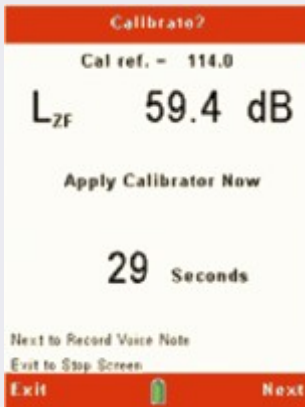 Calibrate?
Cal ref. - 114.0
LZF 59.4 dB
Apply Calibrator Now
29 Seconds
Next to Record Voice Note
Exit to Stop Screen
Exit Next